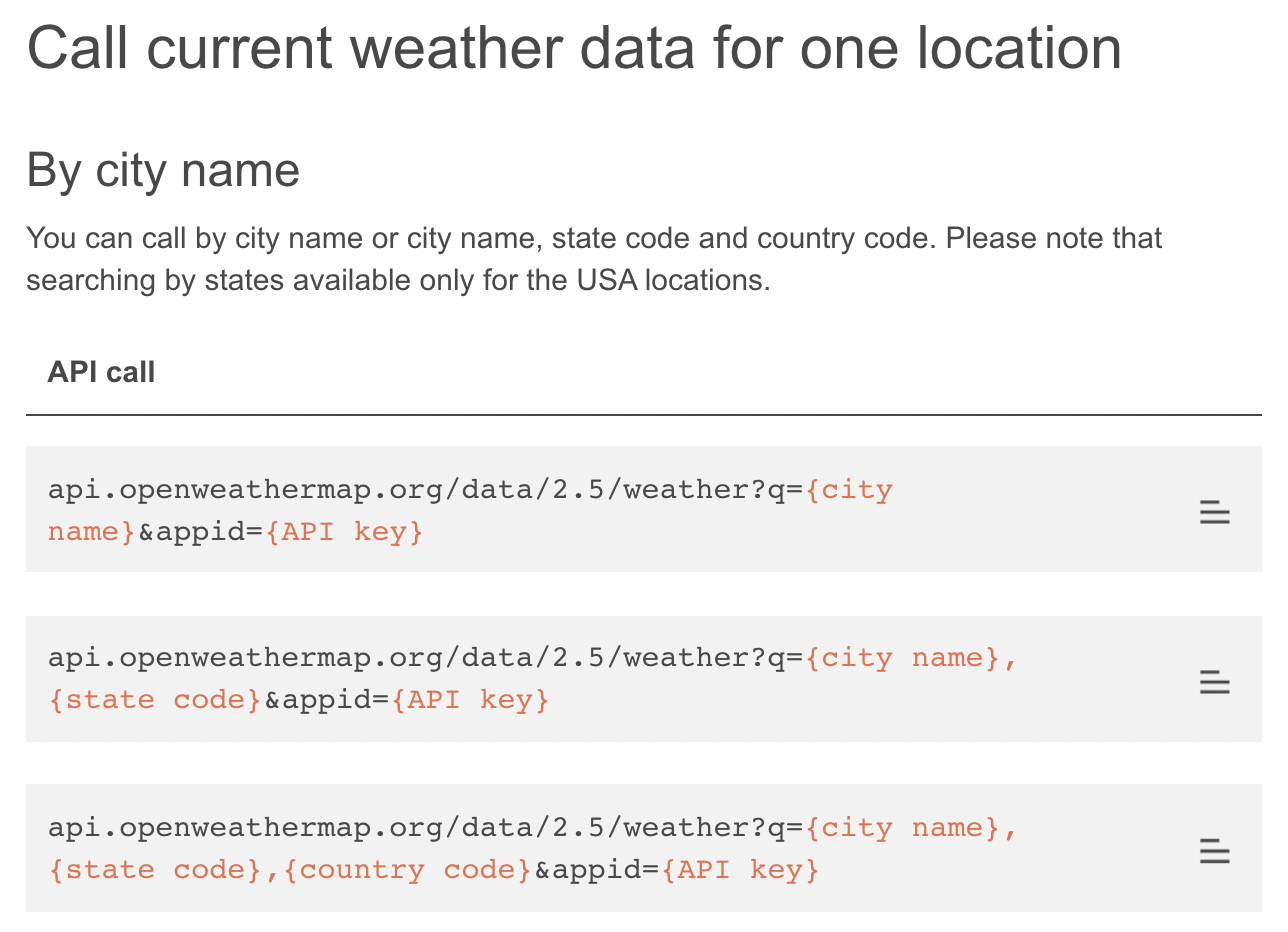 Call current weather data for one location
By city name
You can call by city name or city name, state code and country code. Please note that
searching by states available only for the USA locations.
API call
api.openweathermap.org/data/2.5/weather?q={city
name}&appid={API key}
api.openweathermap.org/data/2.5/weather?q={city name},
{state code}&appid={API key}
api.openweathermap.org/data/2.5/weather?q={city name},
{state code},{country code}&appid={API key}